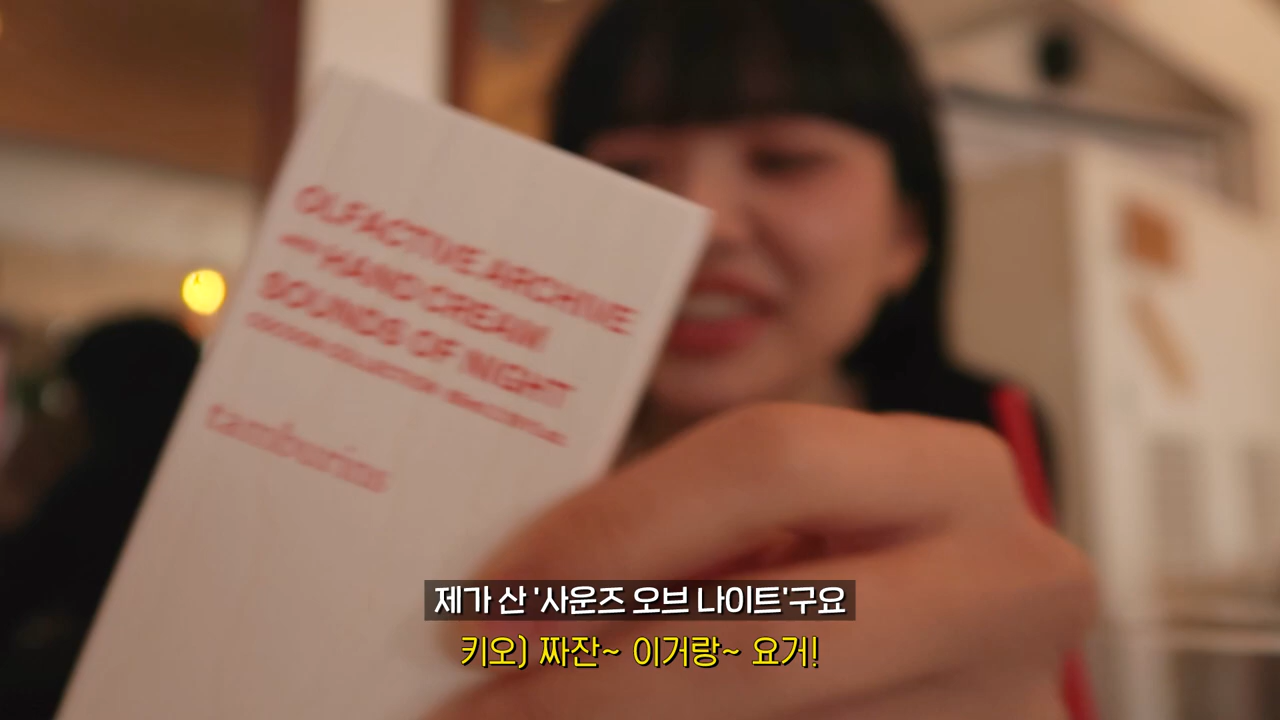 OLFACTIVE ARCHIVE
HAND CREAM
SOUNDS OF NIGHT
COLLECTION
tamburins
제가 산 '사운즈 오브 나이트'구요
키오) 짜잔~ 이거랑~ 요거!